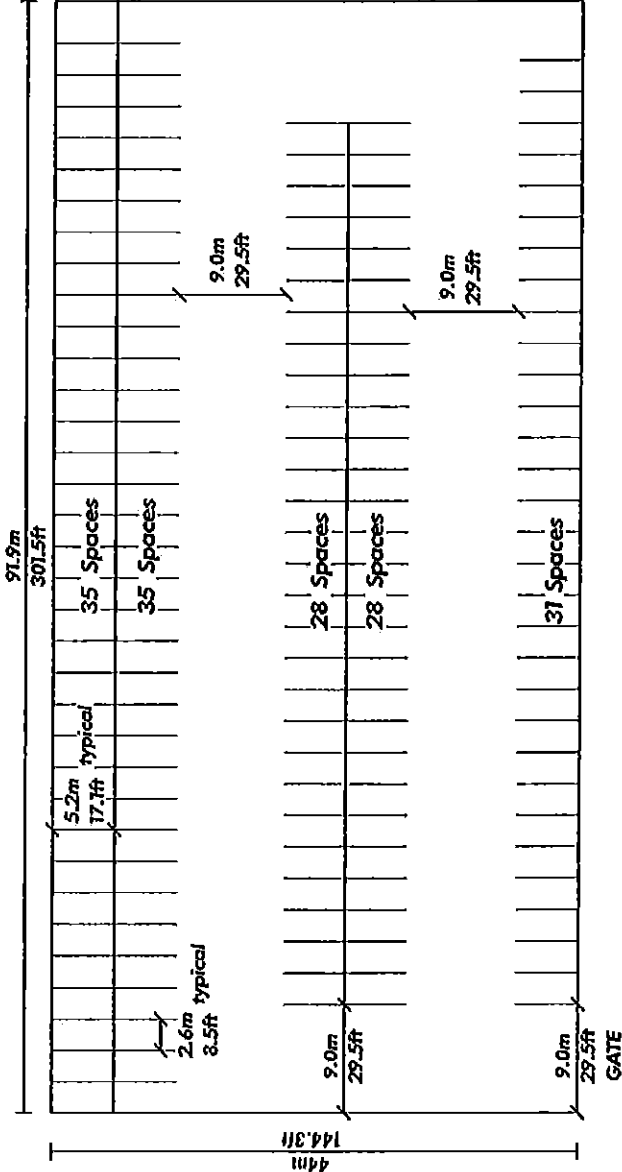 91.9m
301.5ft
9.0m
29.5ft
9.0m
29.5ft
35 Spaces
35 Spaces
28 Spaces
28 Spaces
31 Spaces
5.2m typical
17.1ft
2.6m typical
8.5ft
9.0m
29.5ft
9.0m
29.5ft
GATE
44m
144.3ft